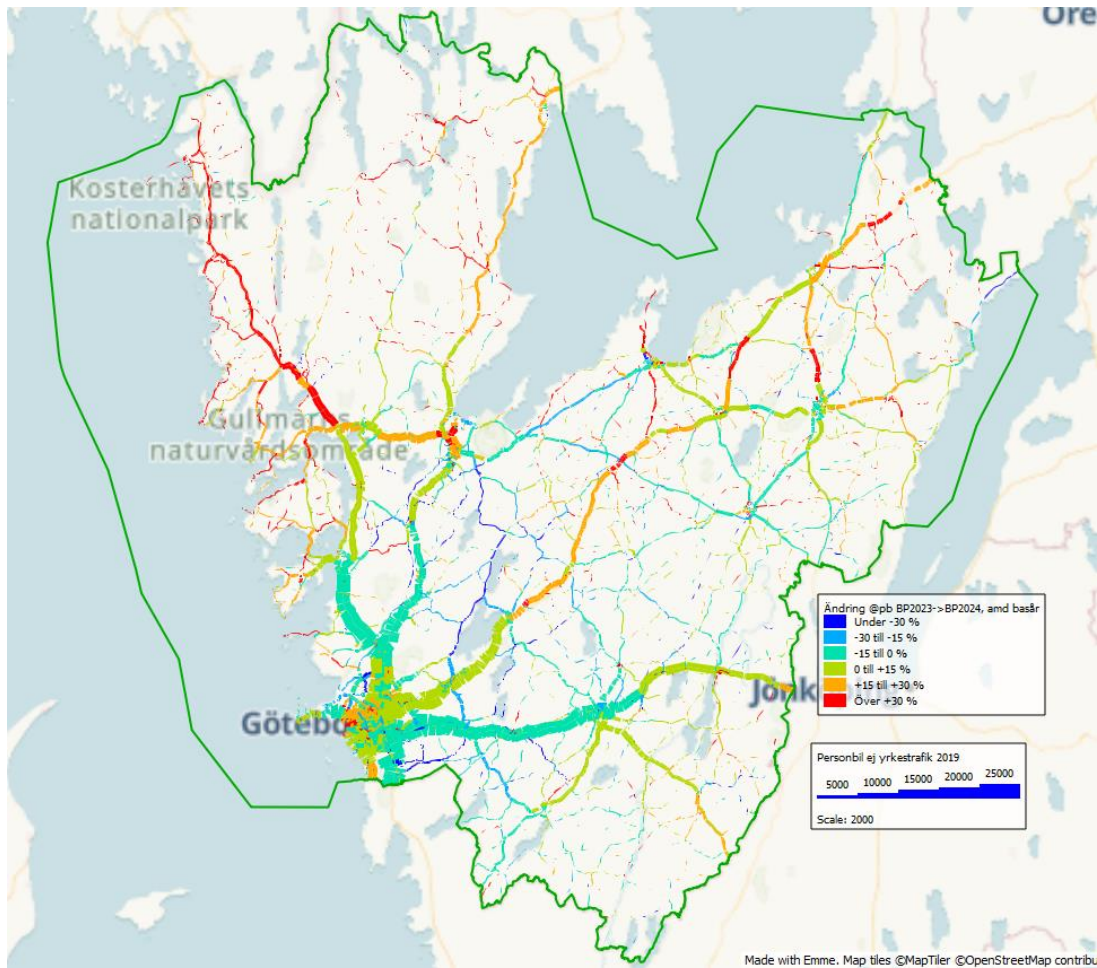 Öre
Kosterhavets
nationalpark
Gullmarns
naturvårdsområde
Ändring @pb BP2023->BP2024, amd basår
Under -30 %
-30 till -15 %
-15 till 0 %
0 till +15 %
+15 till +30 %
Över +30 %
Götebo
Personbil ej yrkestrafik 2019
5000 10000 15000 20000 25000
Scale: 2000
Made with Emme. Map tiles ©MapTiler ©OpenStreetMap contribu